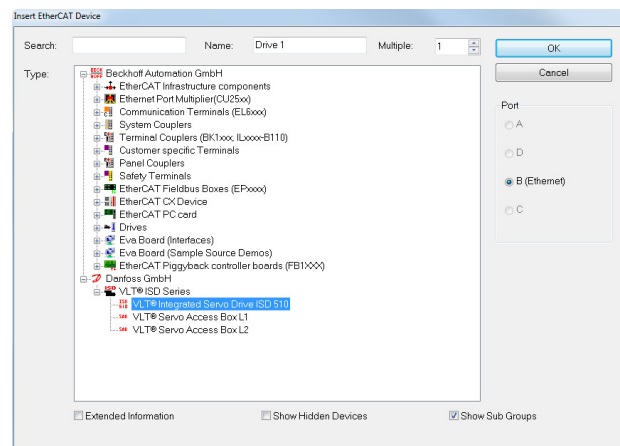 Insert EtherCAT Device
Search:
Name: Drive 1
Multiple: 1
OK
Type:
Cancel
Beckhoff Automation GmbH
EtherCAT Infrastructure components
Ethernet Port Multiplier(CU25xx)
Communication Terminals (EL6xxx)
System Couplers
Terminal Couplers (BK1xxx, ILxxxx-B110)
Customer specific Terminals
Panel Couplers
Safety Terminals
EtherCAT Fieldbus Boxes (EPxxxx)
EtherCAT CX Device
EtherCAT PC card
Drives
Eva Board (Interfaces)
Eva Board (Sample Source Demos)
EtherCAT Piggyback controller boards (FB1XXX)
Danfoss GmbH
VLT® ISD Series
VLT® Integrated Servo Drive ISD 510
VLT® Servo Access Box L1
VLT® Servo Access Box L2
Port
A
D
B (Ethernet)
C
Extended Information
Show Hidden Devices
Show Sub Groups